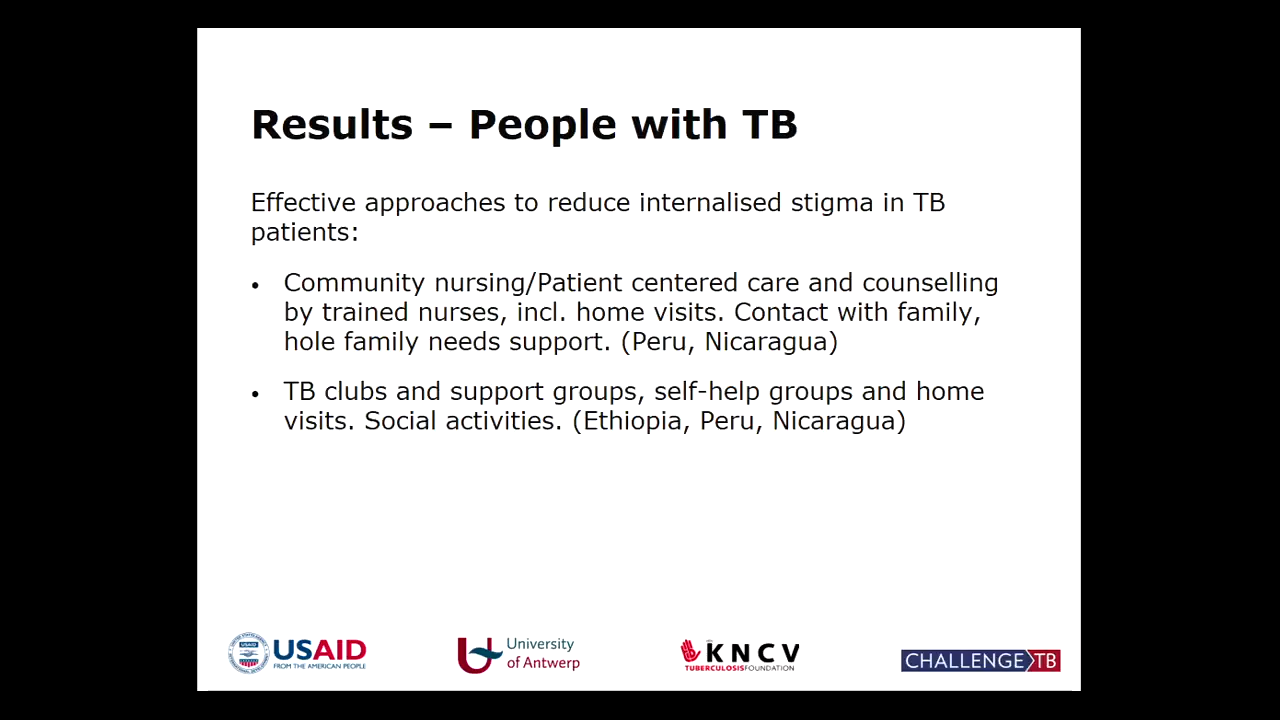 Results – People with TB
Effective approaches to reduce internalised stigma in TB
patients:
• Community nursing/Patient centered care and counselling
by trained nurses, incl. home visits. Contact with family,
hole family needs support. (Peru, Nicaragua)
• TB clubs and support groups, self-help groups and home
visits. Social activities. (Ethiopia, Peru, Nicaragua)
USAID
FROM THE AMERICAN PEOPLE
University
of Antwerp
KNCV
TUBERCULOSISFOUNDATION
CHALLENGE TB